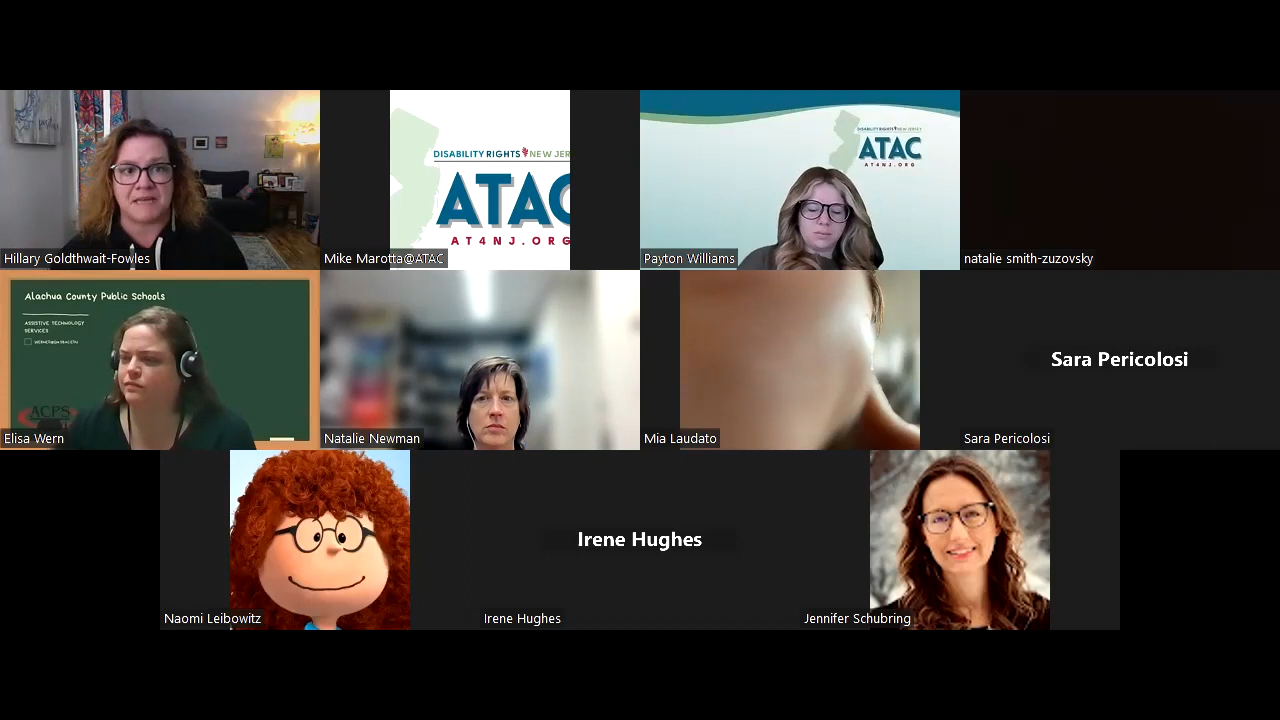 Hillary Goldthwait-Fowles
DISABILITY RIGHTS NEW JER
ATAC
AT4NJ.ORG
Mike Marotta@ATAC
DISABILITY RIGHTS NEW JERSEY
ATAC
AT4NJ.ORG
Payton Williams
natalie smith-zuzovsky
Alachua County Public Schools
ASSISTIVE TECHNOLOGY
SERVICES
ACPS
Elisa Wern
Natalie Newman
Mia Laudato
Sara Pericolosi
Sara Pericolosi
Naomi Leibowitz
Irene Hughes
Irene Hughes
Jennifer Schubring